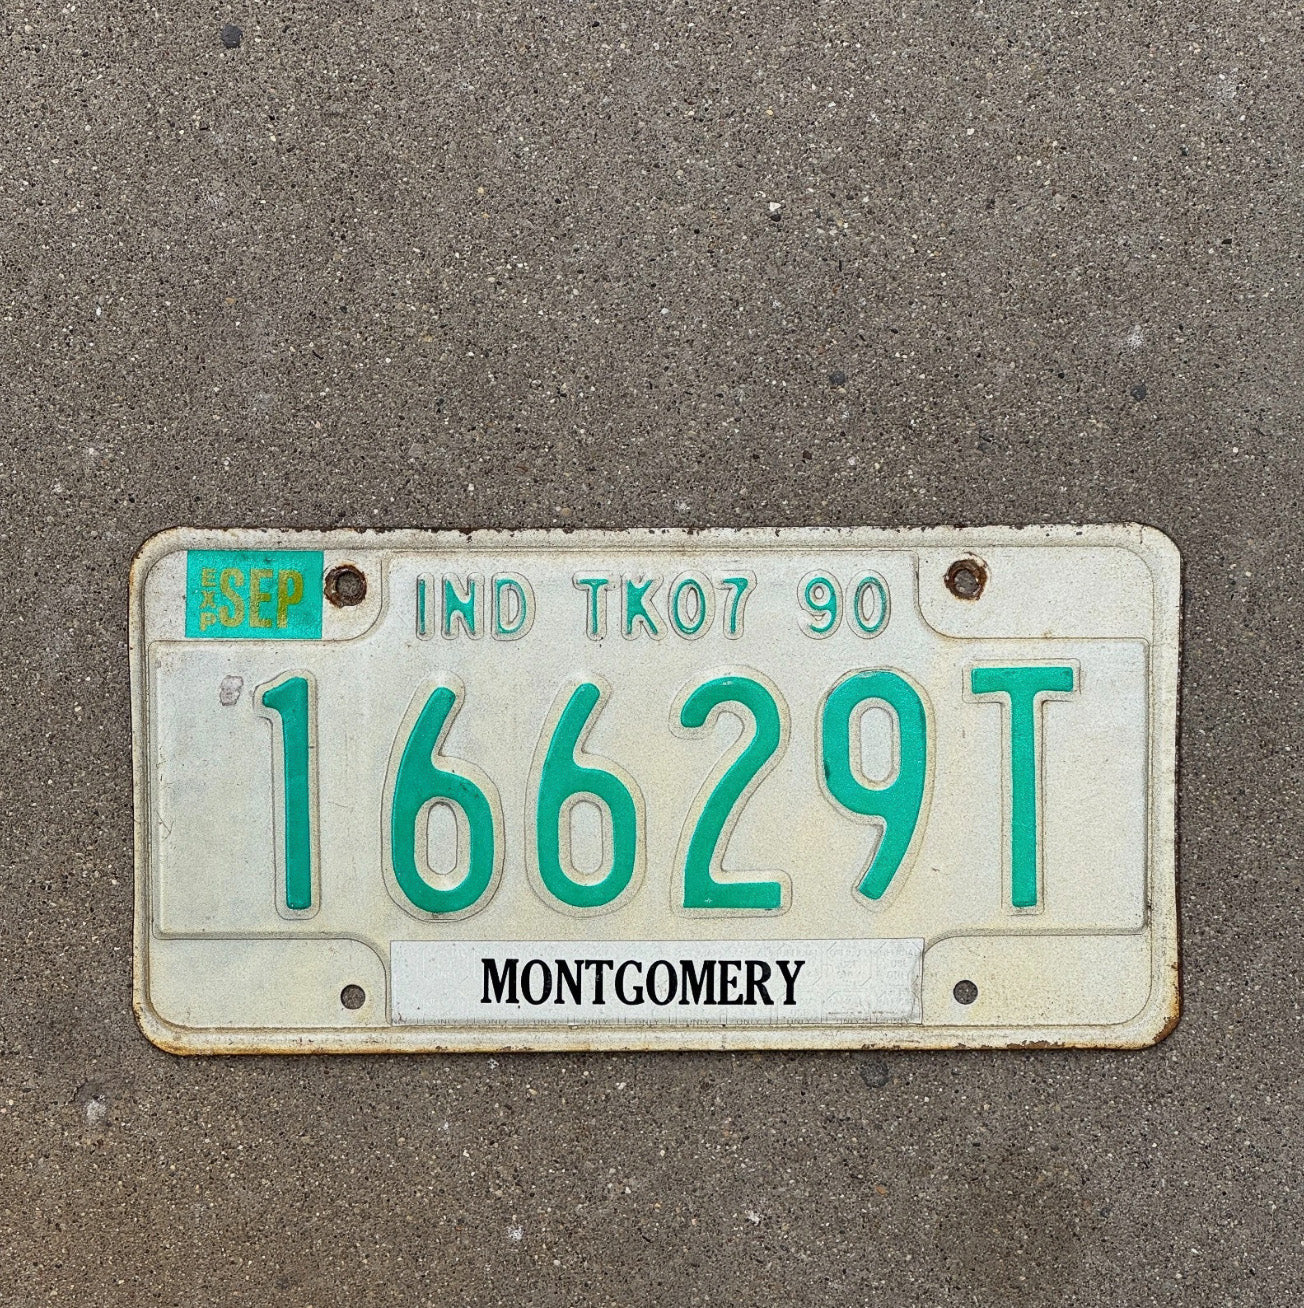 EXP SEP
IND TK07 90
16629T
MONTGOMERY